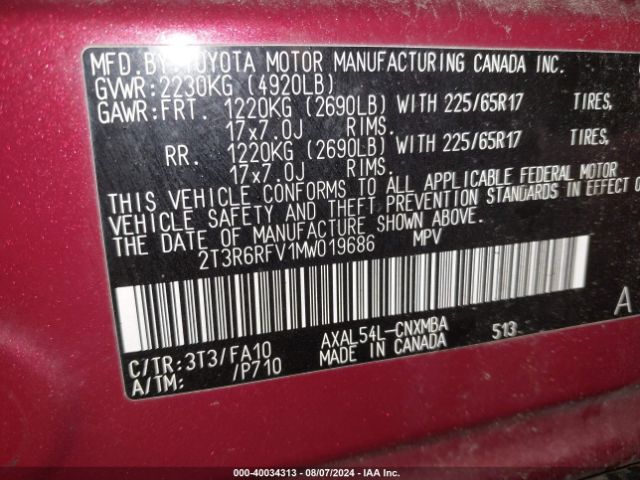 MFD.BY:TOYOTA MOTOR MANUFACTURING CANADA INC.
GVWR:2230KG (4920LB)
GAWR:FRT. 1220KG (2690LB) WITH 225/65R17 TIRES,
17x7.0J RIMS.
RR. 1220KG (2690LB) WITH 225/65R17 TIRES,
17x7.0J RIMS.
THIS VEHICLE CONFORMS TO ALL APPLICABLE FEDERAL MOTOR
VEHICLE SAFETY AND THEFT PREVENTION STANDARDS IN EFFECT O
THE DATE OF MANUFACTURE SHOWN ABOVE.
2T3R6RFV1MW019686 MPV
A
C/TR:3T3/FA10 AXAL54L-CNXMBA 513
A/TM: /P710 MADE IN CANADA
000-40034313 - 08/07/2024 - IAA Inc.